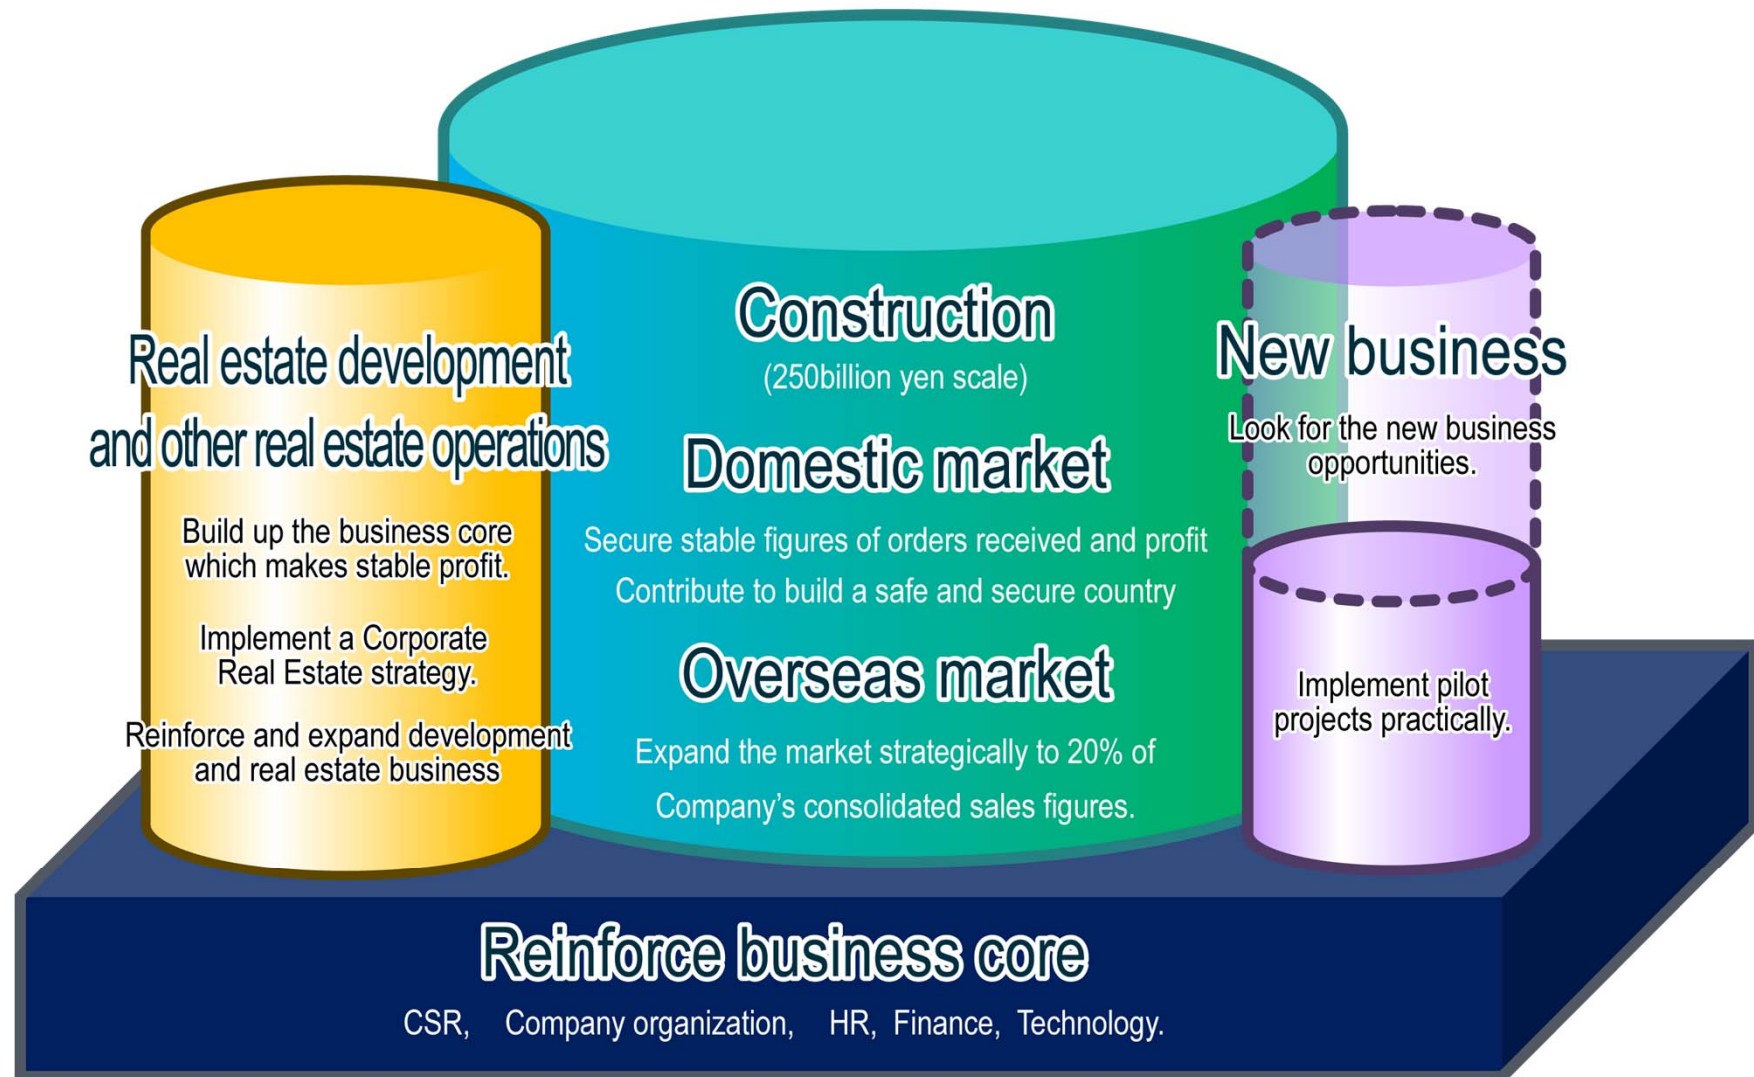 Real estate development
and other real estate operations
Build up the business core
which makes stable profit.
Implement a Corporate
Real Estate strategy.
Reinforce and expand development
and real estate business
Construction
(250billion yen scale)
Domestic market
Secure stable figures of orders received and profit
Contribute to build a safe and secure country
Overseas market
Expand the market strategically to 20% of
Company’s consolidated sales figures.
New business
Look for the new business
opportunities.
Implement pilot
projects practically.
Reinforce business core
CSR, Company organization, HR, Finance, Technology.